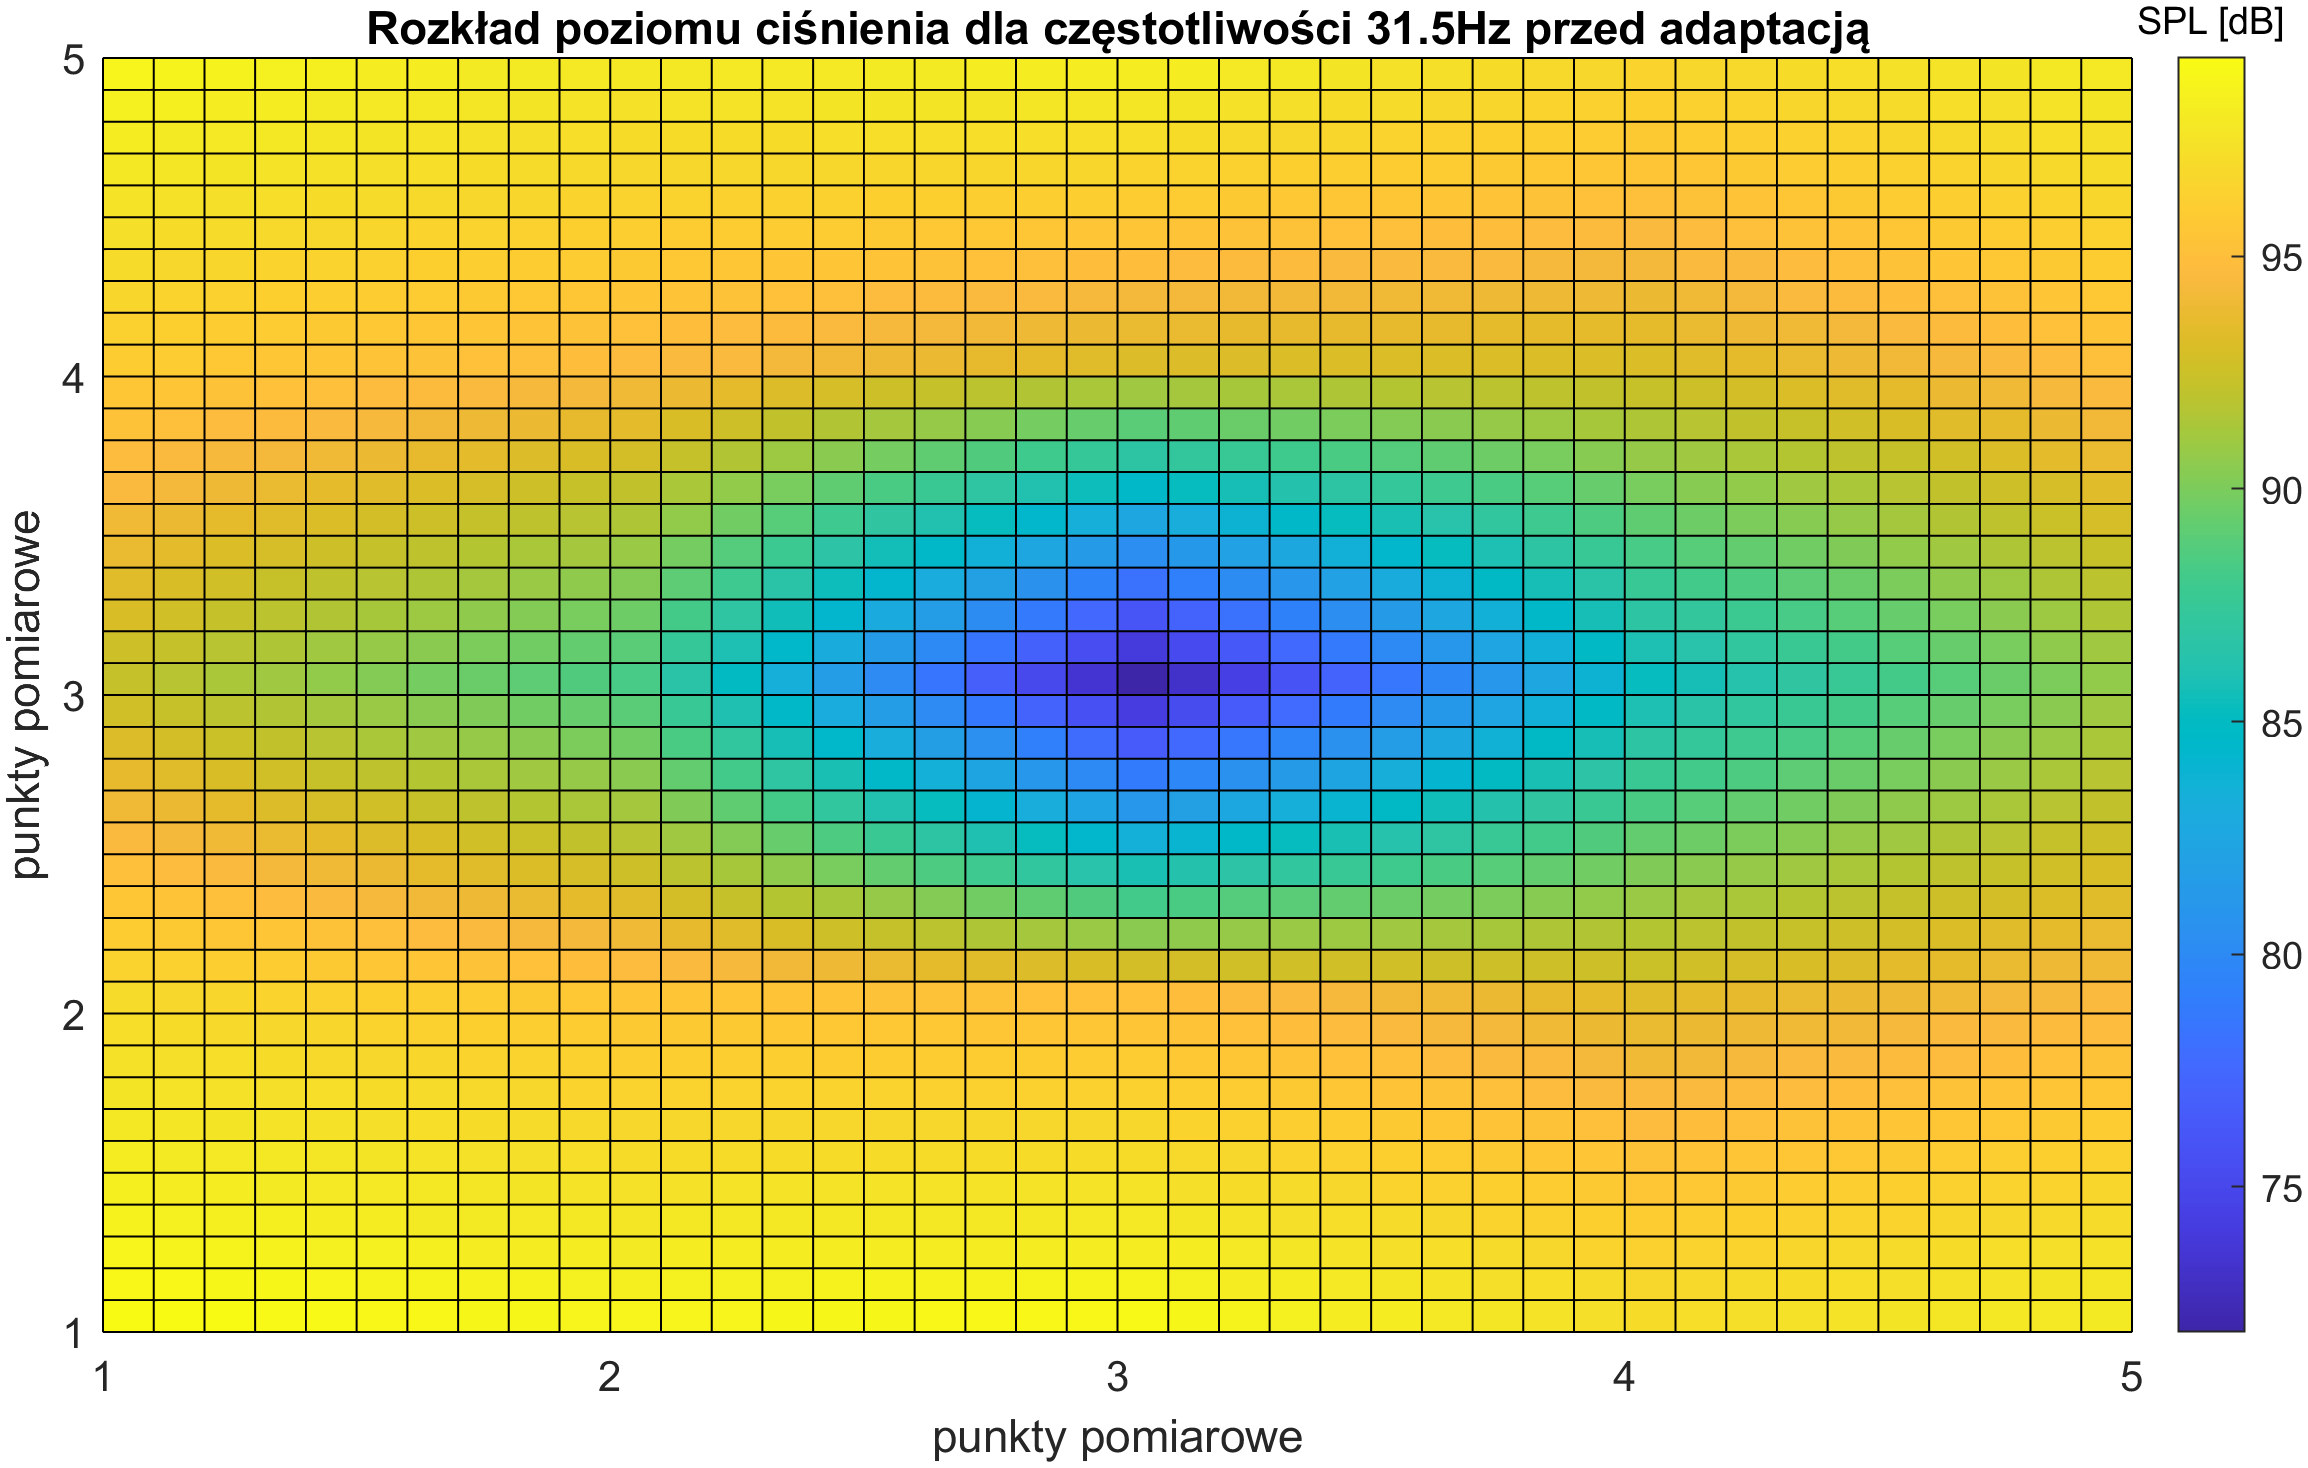 Rozkład poziomu ciśnienia dla częstotliwości 31.5Hz przed adaptacją
SPL [dB]
5
4
3
2
1
punkty pomiarowe
1 2 3 4 5
punkty pomiarowe
95
90
85
80
75